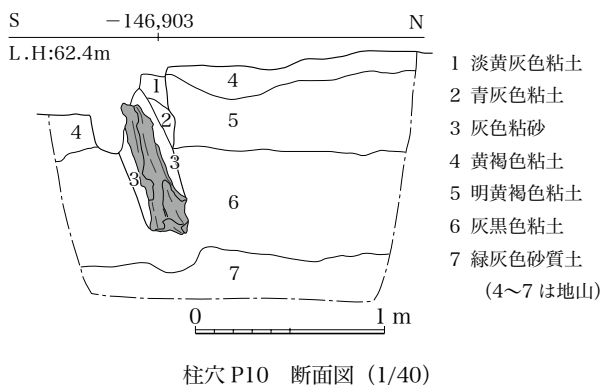 S −146,903 N
L.H:62.4m
1
4
2
5
4
3
3
6
7
1 淡黄灰色粘土
2 青灰色粘土
3 灰色粘砂
4 黄褐色粘土
5 明黄褐色粘土
6 灰黒色粘土
7 緑灰色砂質土
(4〜7 は地山)
0 1 m
柱穴 P10 断面図（1/40）